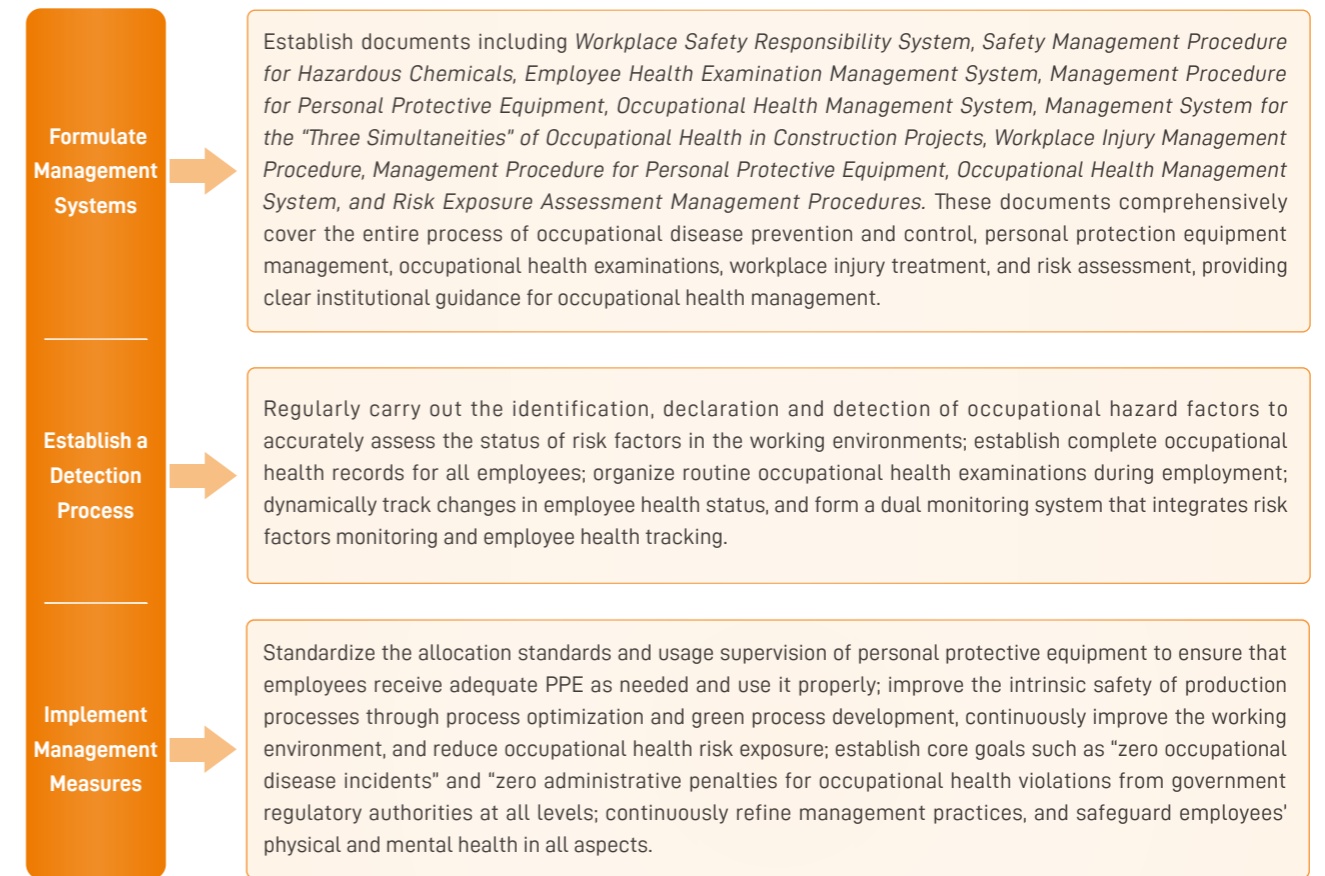 Formulate
Management
Systems
Establish documents including Workplace Safety Responsibility System, Safety Management Procedure
for Hazardous Chemicals, Employee Health Examination Management System, Management Procedure
for Personal Protective Equipment, Occupational Health Management System, Management System for
the “Three Simultaneities” of Occupational Health in Construction Projects, Workplace Injury Management
Procedure, Management Procedure for Personal Protective Equipment, Occupational Health Management
System, and Risk Exposure Assessment Management Procedures. These documents comprehensively
cover the entire process of occupational disease prevention and control, personal protection equipment
management, occupational health examinations, workplace injury treatment, and risk assessment, providing
clear institutional guidance for occupational health management.
Establish a
Detection
Process
Regularly carry out the identification, declaration and detection of occupational hazard factors to
accurately assess the status of risk factors in the working environments; establish complete occupational
health records for all employees; organize routine occupational health examinations during employment;
dynamically track changes in employee health status, and form a dual monitoring system that integrates risk
factors monitoring and employee health tracking.
Implement
Management
Measures
Standardize the allocation standards and usage supervision of personal protective equipment to ensure that
employees receive adequate PPE as needed and use it properly; improve the intrinsic safety of production
processes through process optimization and green process development, continuously improve the working
environment, and reduce occupational health risk exposure; establish core goals such as “zero occupational
disease incidents” and “zero administrative penalties for occupational health violations from government
regulatory authorities at all levels; continuously refine management practices, and safeguard employees’
physical and mental health in all aspects.